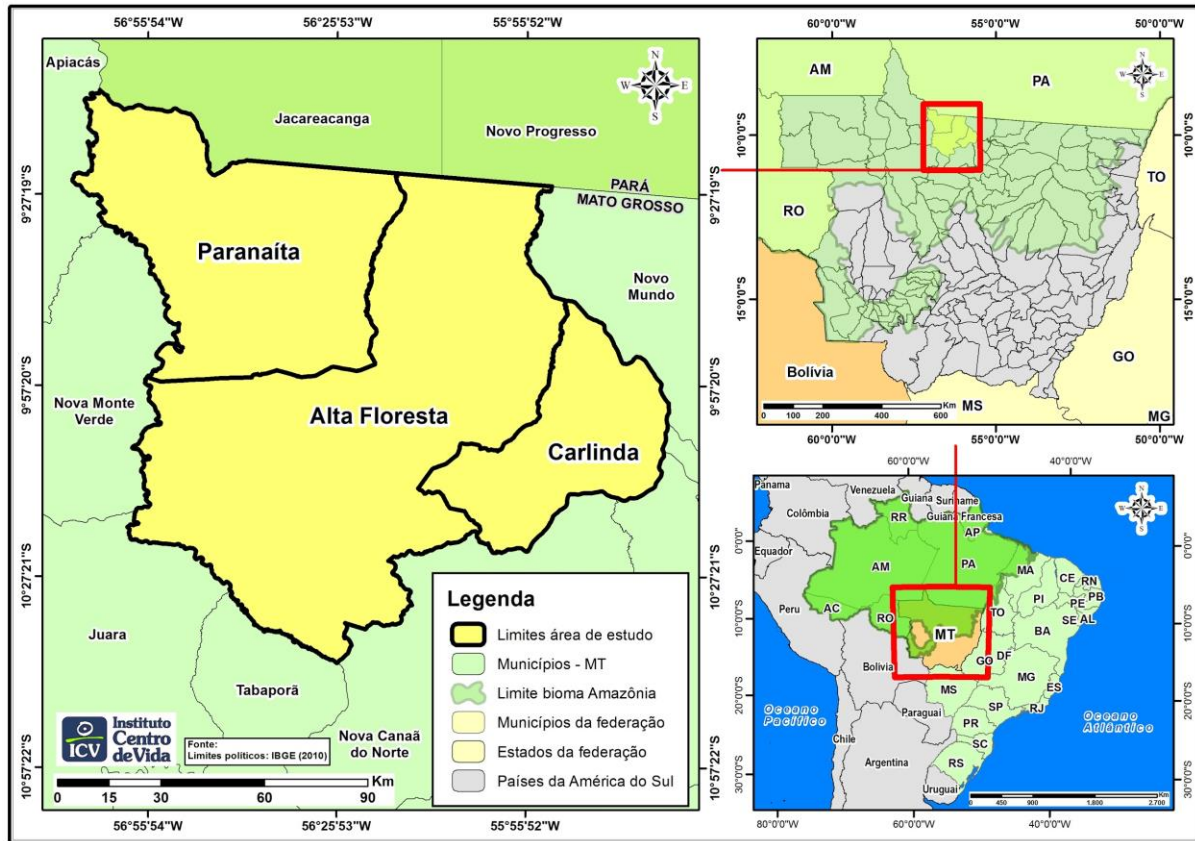 56°55'54"W
56°25'53"W
55°55'52"W
Apiacás
N
W E
S
Jacareacanga
Novo Progresso
PARÁ
MATO GROSSO
9°27'19"S
9°27'19"S
Paranaíta
Novo
Mundo
9°57'20"S
9°57'20"S
Nova Monte
Verde
Alta Floresta
Carlinda
10°27'21"S
10°27'21"S
Juara
Tabaporã
Nova Canaã
do Norte
10°57'22"S
10°57'22"S
Legenda
Limites área de estudo
Municípios - MT
Limite bioma Amazônia
Municípios da federação
Estados da federação
Países da América do Sul
ICV
Instituto
Centro
de Vida
Fonte:
Limites políticos: IBGE (2010)
Km
0 15 30 60 90
56°55'54"W
56°25'53"W
55°55'52"W
60°0'0"W
55°0'0"W
50°0'0"W
AM
PA
N
W E
S
10°0'0"S
10°0'0"S
TO
RO
15°0'0"S
15°0'0"S
Bolívia
GO
Km
0 100 200 400 600
MS
MG
60°0'0"W
55°0'0"W
50°0'0"W
60°0'0"W
40°0'0"W
Panama
Venezuela
Guiana
Suriname
Guiana Francesa
Colômbia
RR
AP
N
W E
S
0°0'0"
0°0'0"
Equador
AM
PA
MA
CE
RN
PB
PI
PE
AL
SE
Peru
AC
RO
TO
10°0'0"S
10°0'0"S
MT
BA
Bolivia
GO
DF
MG
ES
MS
20°0'0"S
20°0'0"S
Oceano
Pacífico
Paraguai
SP
RJ
Oceano
Atlântico
PR
Chile
SC
Argentina
RS
30°0'0"S
30°0'0"S
Uruguai
Km
0 450 900 1.800 2.700
80°0'0"W
60°0'0"W
40°0'0"W